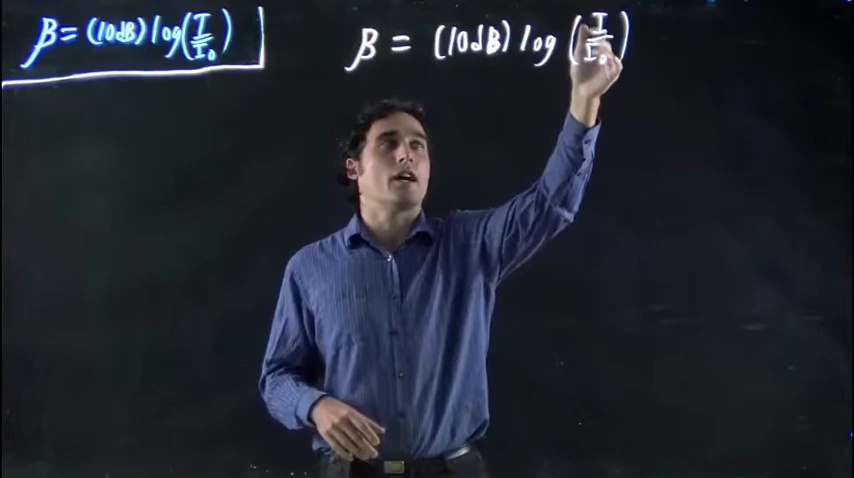 β = (10dB) log(I/I₀)
β = (10dB) log(I/I₀)